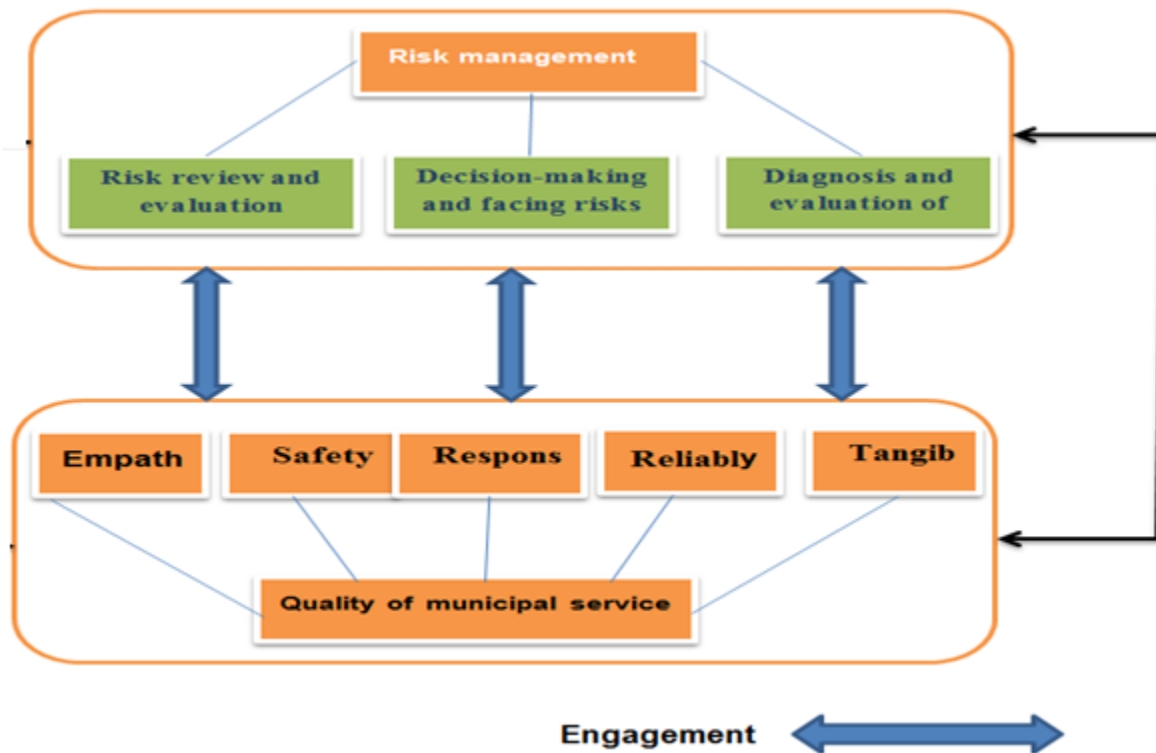 Risk management
Risk review and
evaluation
Decision-making
and facing risks
Diagnosis and
evaluation of
Empath
Safety
Respons
Reliably
Tangib
Quality of municipal service
Engagement